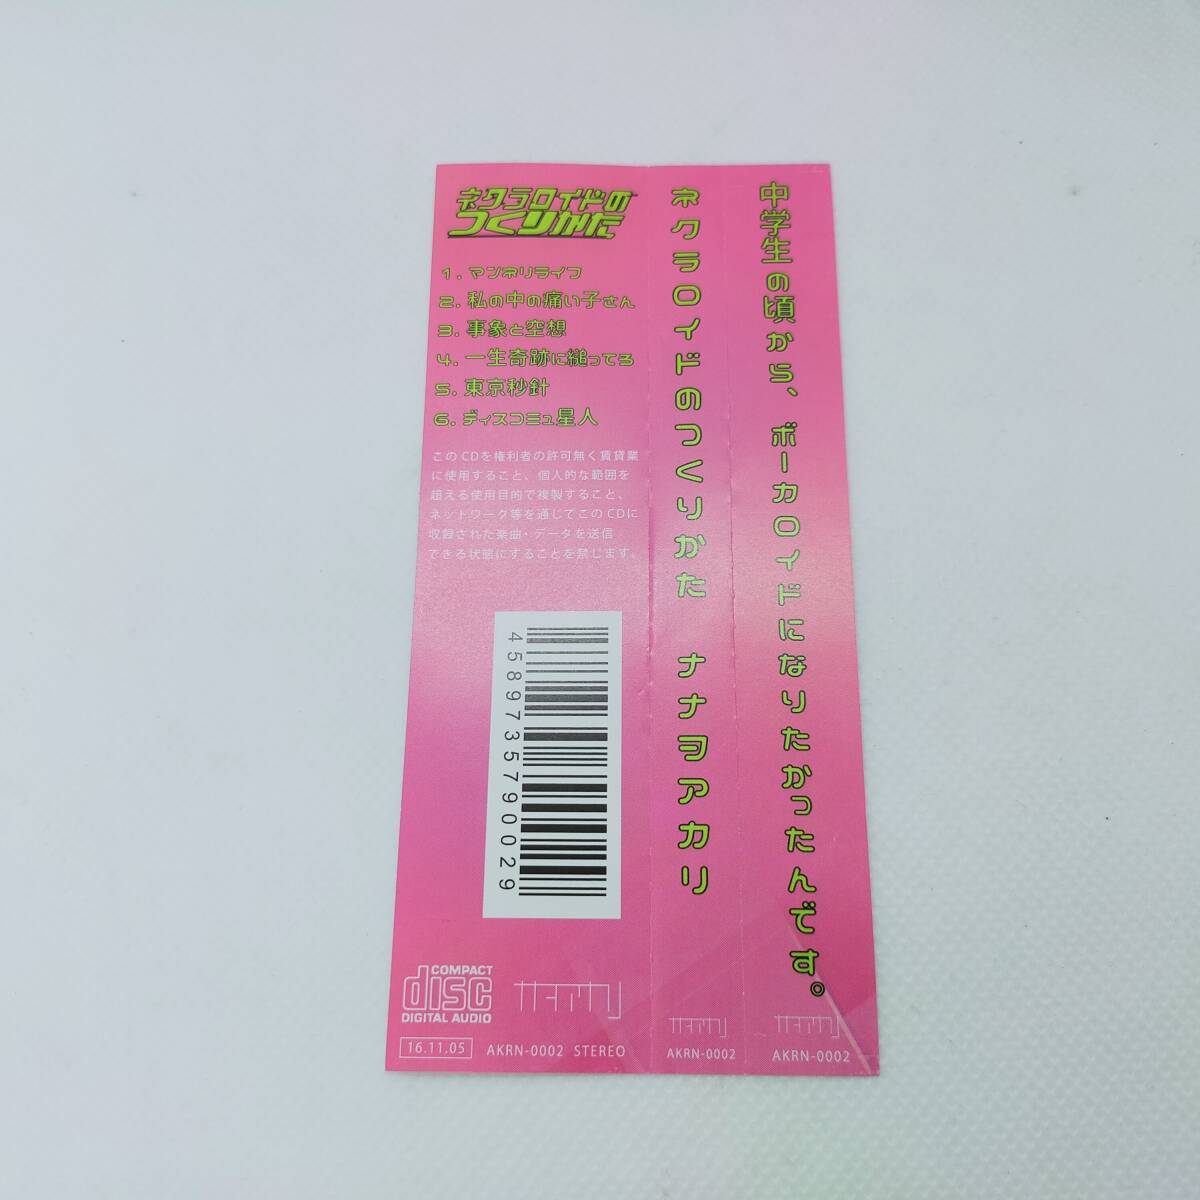 ネクラロイドの
つくりかた
1. マンネリライフ
2. 私の中の痛い子さん
3. 事象と空想
4. 一生奇跡に縋ってろ
5. 東京秒針
6. ディスコミュ星人
このCDを権利者の許可無く賃貸業
に使用すること、個人的な範囲を
超える使用目的で複製すること、
ネットワーク等を通じてこのCDに
収録された楽曲・データを送信
できる状態にすることを禁じます。
4589735790029
COMPACT
disc
DIGITAL AUDIO
16.11.05 AKRN-0002 STEREO
ネクラロイドのつくりかた ナナヲアカリ
AKRN-0002
中学生の頃から、ボーカロイドになりたかったんです。
AKRN-0002